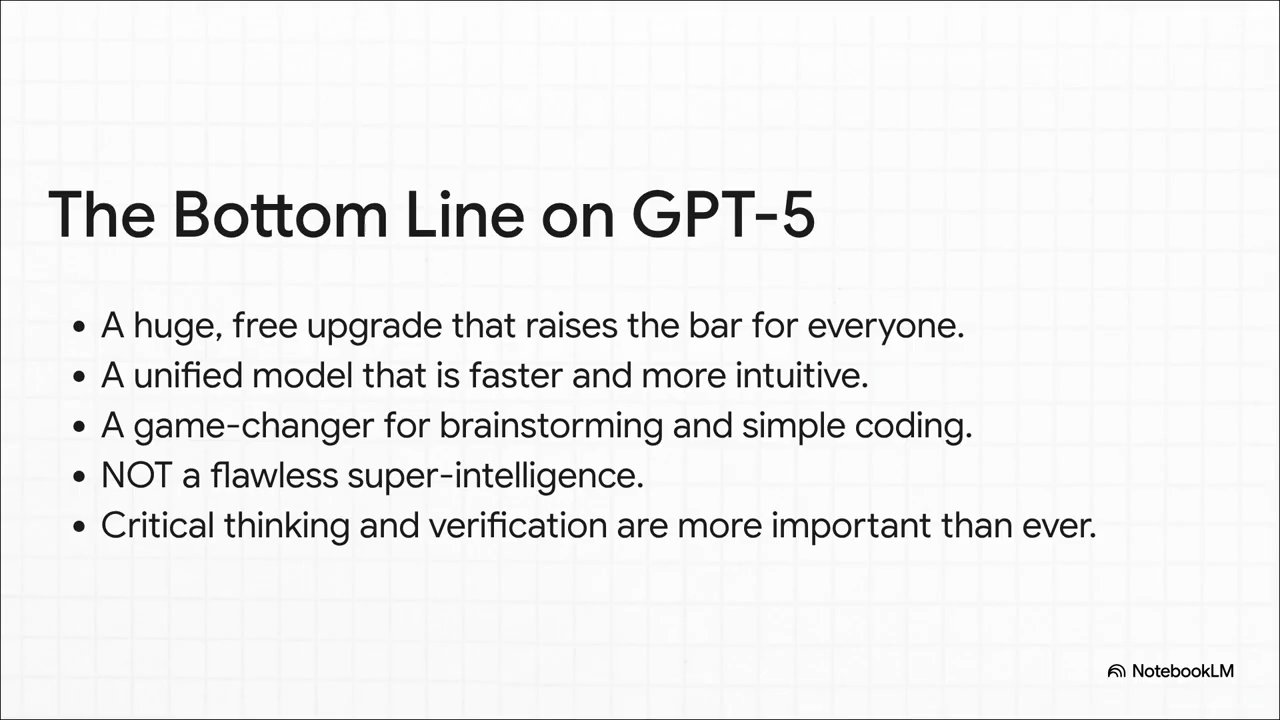 The Bottom Line on GPT-5
• A huge, free upgrade that raises the bar for everyone.
• A unified model that is faster and more intuitive.
• A game-changer for brainstorming and simple coding.
• NOT a flawless super-intelligence.
• Critical thinking and verification are more important than ever.
NotebookLM